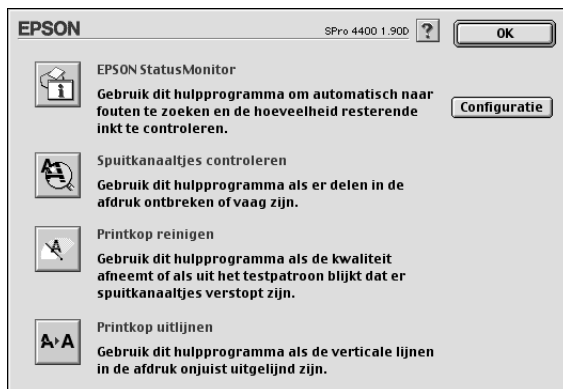 EPSON SPro 4400 1.90D ? OK
EPSON StatusMonitor
Gebruik dit hulpprogramma om automatisch naar
fouten te zoeken en de hoeveelheid resterende
inkt te controleren.
Configuratie
Spuitkanaaltjes controleren
Gebruik dit hulpprogramma als er delen in de
afdruk ontbreken of vaag zijn.
Printkop reinigen
Gebruik dit hulpprogramma als de kwaliteit
afneemt of als uit het testpatroon blijkt dat er
spuitkanaaltjes verstopt zijn.
Printkop uitlijnen
A A
Gebruik dit hulpprogramma als de verticale lijnen
in de afdruk onjuist uitgelijnd zijn.